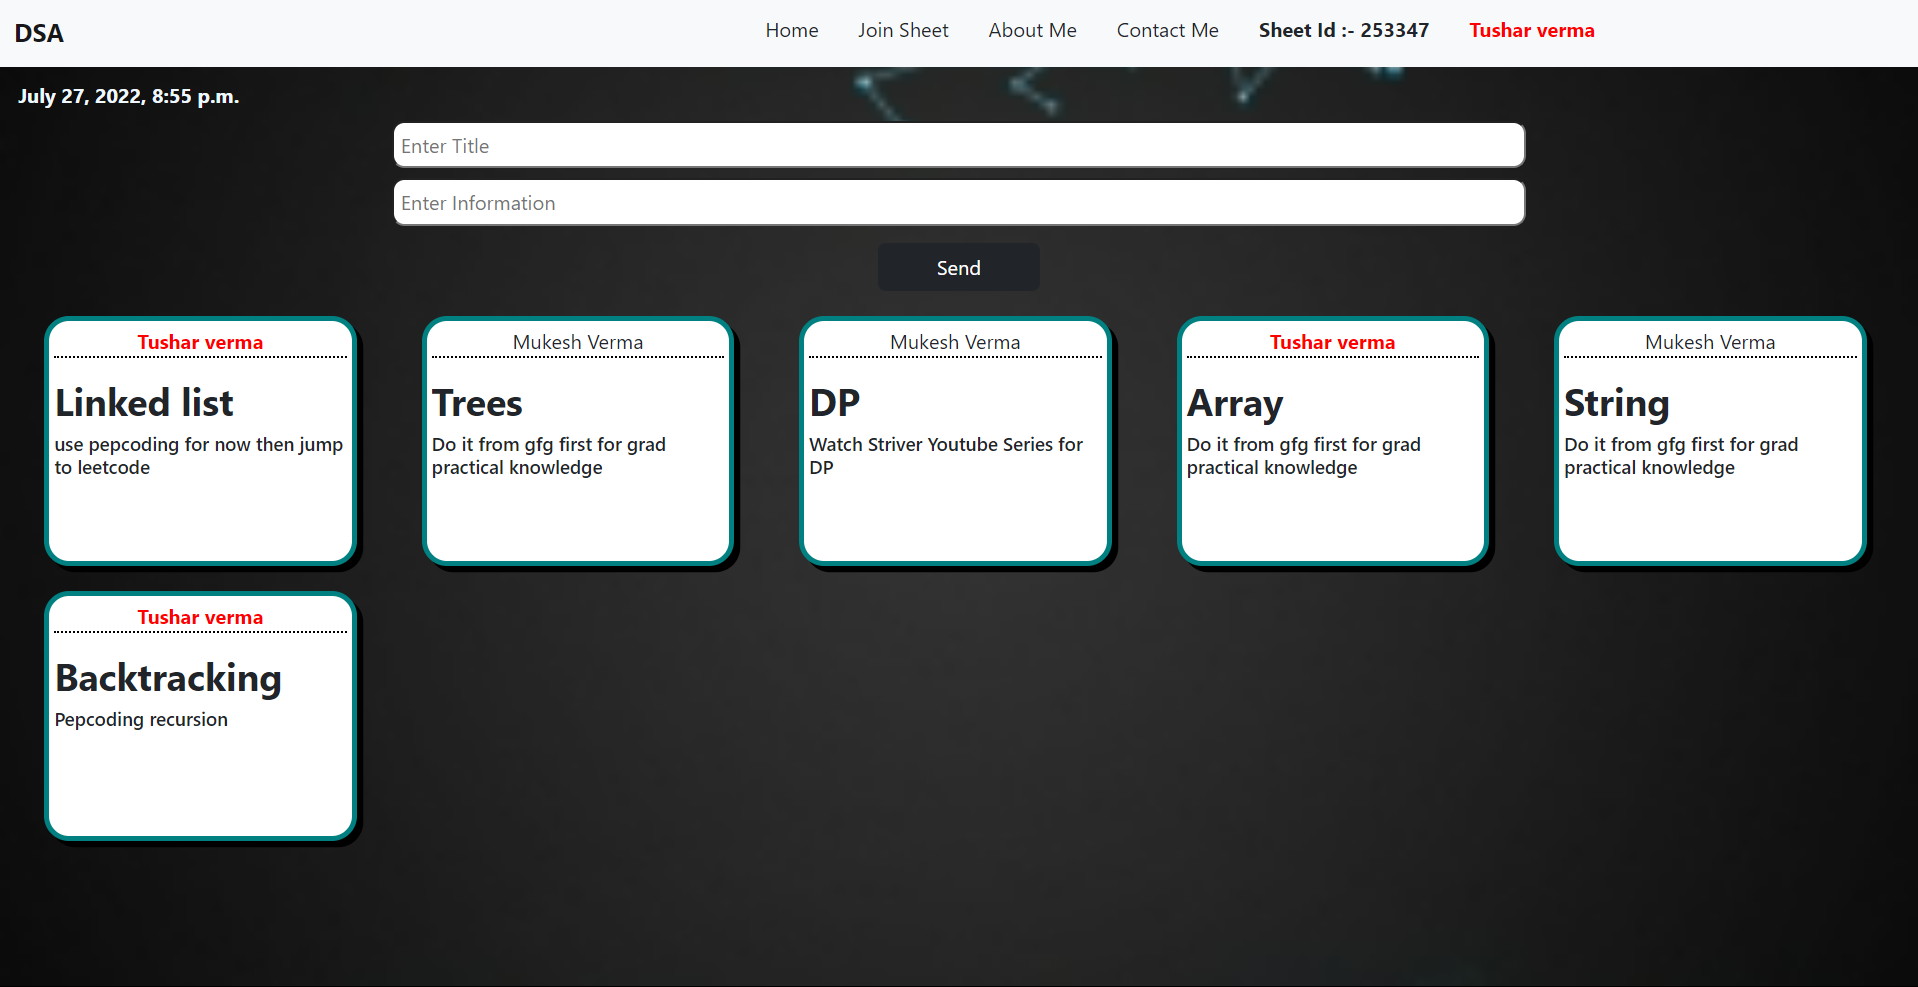 DSA
Home
Join Sheet
About Me
Contact Me
Sheet Id :- 253347
Tushar verma
July 27, 2022, 8:55 p.m.
Enter Title
Enter Information
Send
Tushar verma
Linked list
use pepcoding for now then jump
to leetcode
Mukesh Verma
Trees
Do it from gfg first for grad
practical knowledge
Mukesh Verma
DP
Watch Striver Youtube Series for
DP
Tushar verma
Array
Do it from gfg first for grad
practical knowledge
Mukesh Verma
String
Do it from gfg first for grad
practical knowledge
Tushar verma
Backtracking
Pepcoding recursion